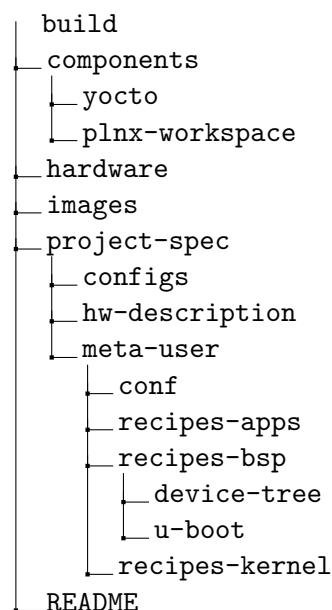 build
components
yocto
plnx-workspace
hardware
images
project-spec
configs
hw-description
meta-user
conf
recipes-apps
recipes-bsp
device-tree
u-boot
recipes-kernel
README